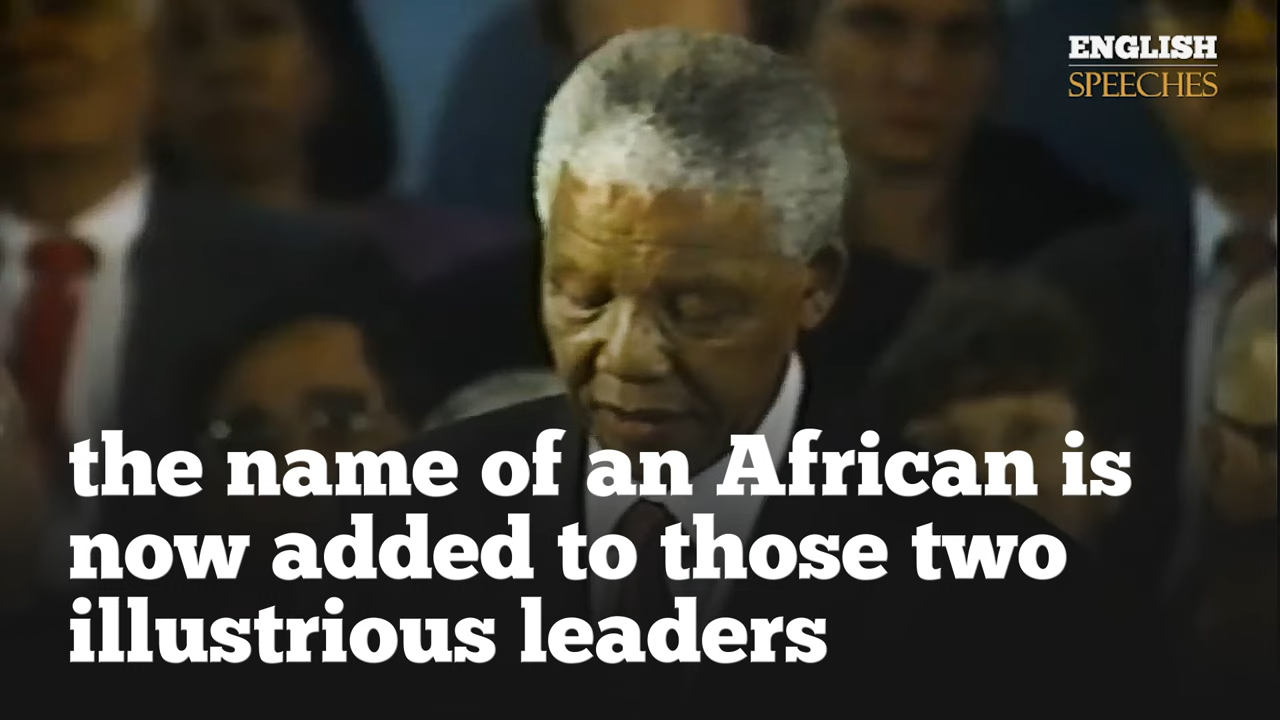 ENGLISH
SPEECHES
the name of an African is
now added to those two
illustrious leaders